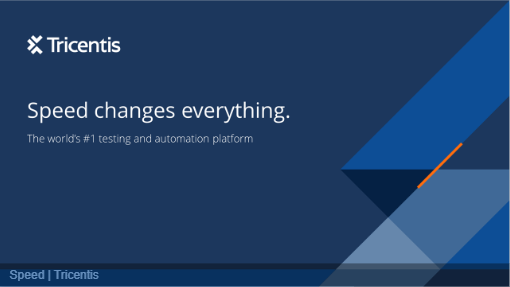 Tricentis
Speed changes everything.
The world's #1 testing and automation platform
Speed | Tricentis